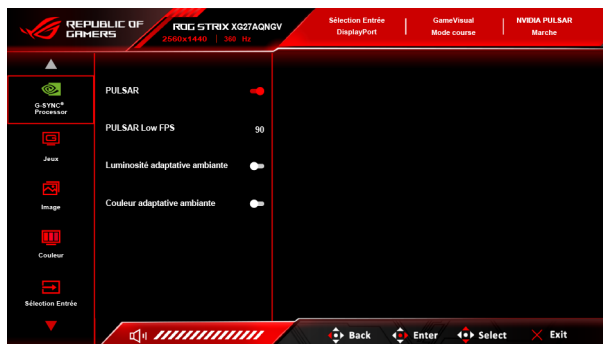 REPUBLIC OF
GAMERS
ROG STRIX XG27AQNGV
2560x1440 | 360 Hz
Sélection Entrée
DisplayPort
GameVisual
Mode course
NVIDIA PULSAR
Marche
G-SYNC®
Processor
Jeux
Image
Couleur
Sélection Entrée
PULSAR
PULSAR Low FPS 90
Luminosité adaptative ambiante
Couleur adaptative ambiante
Back Enter Select Exit